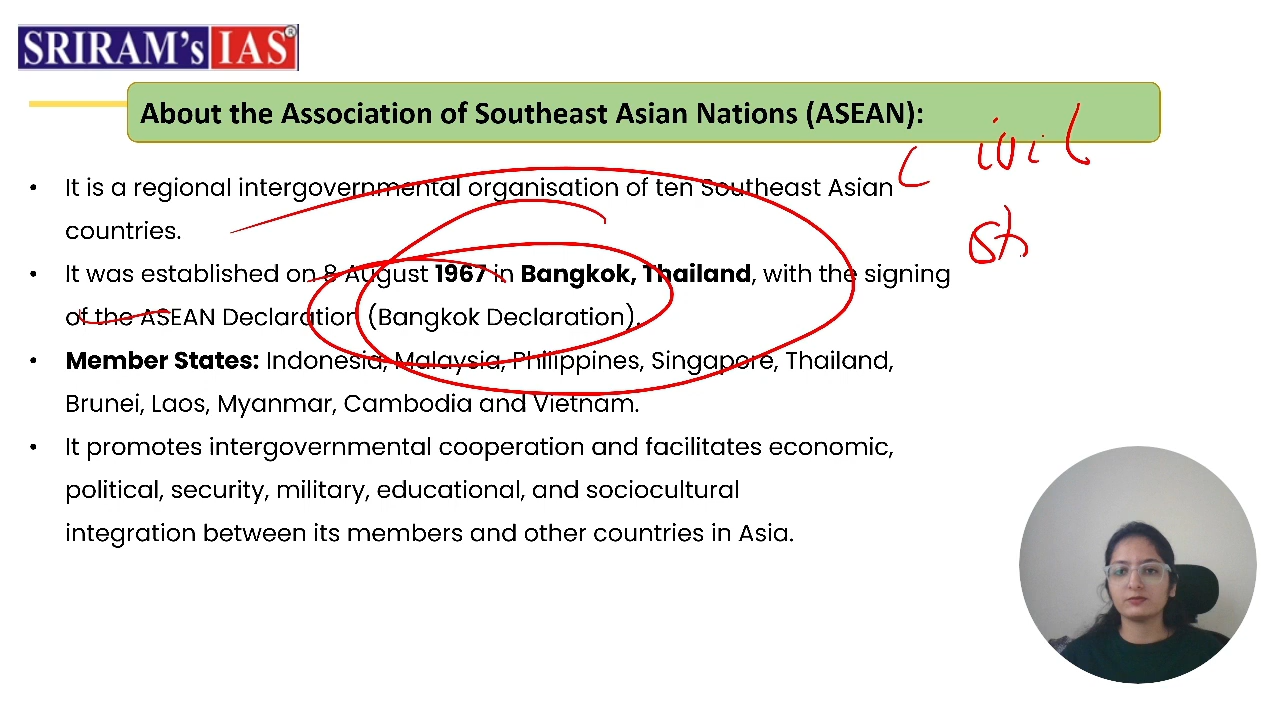 SRIRAM's IAS®
About the Association of Southeast Asian Nations (ASEAN):
civil
st
• It is a regional intergovernmental organisation of ten Southeast Asian
countries.
• It was established on 8 August 1967 in Bangkok, Thailand, with the signing
of the ASEAN Declaration (Bangkok Declaration).
• Member States: Indonesia, Malaysia, Philippines, Singapore, Thailand,
Brunei, Laos, Myanmar, Cambodia and Vietnam.
• It promotes intergovernmental cooperation and facilitates economic,
political, security, military, educational, and sociocultural
integration between its members and other countries in Asia.